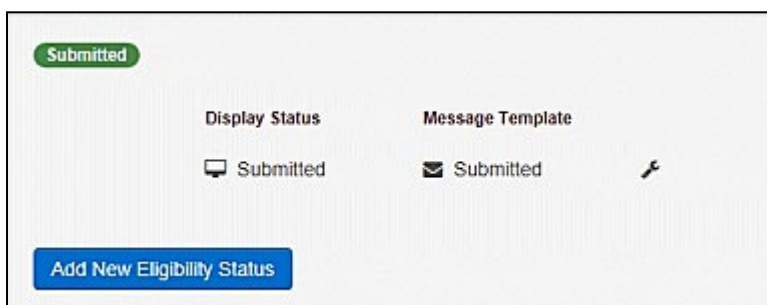 Submitted
Display Status Message Template
Submitted Submitted
Add New Eligibility Status